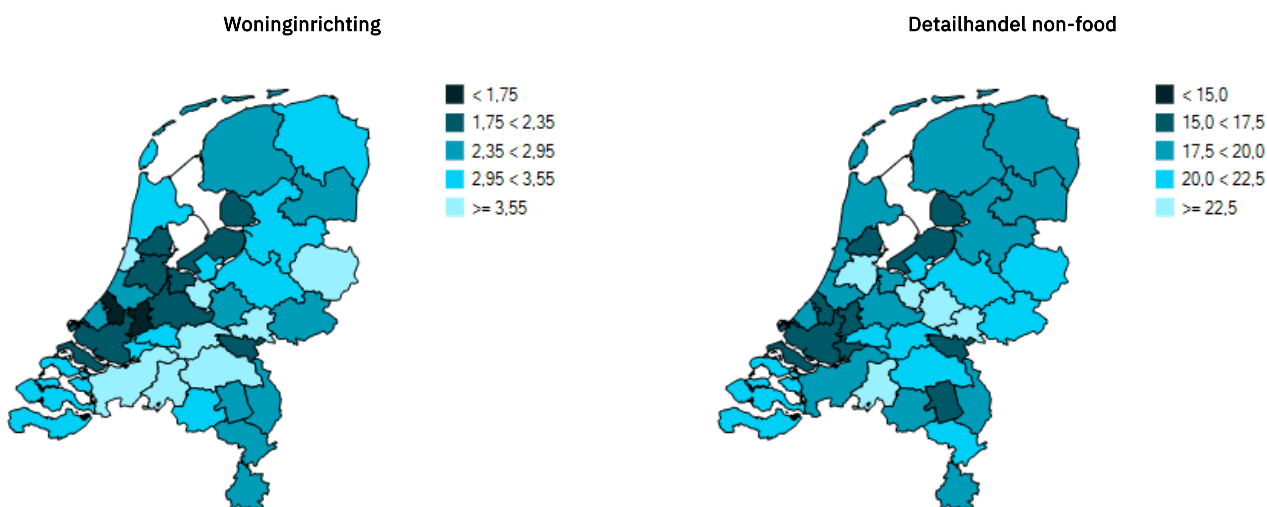 Woninginrichting
< 1,75
1,75 < 2,35
2,35 < 2,95
2,95 < 3,55
>= 3,55
Detailhandel non-food
< 15,0
15,0 < 17,5
17,5 < 20,0
20,0 < 22,5
>= 22,5